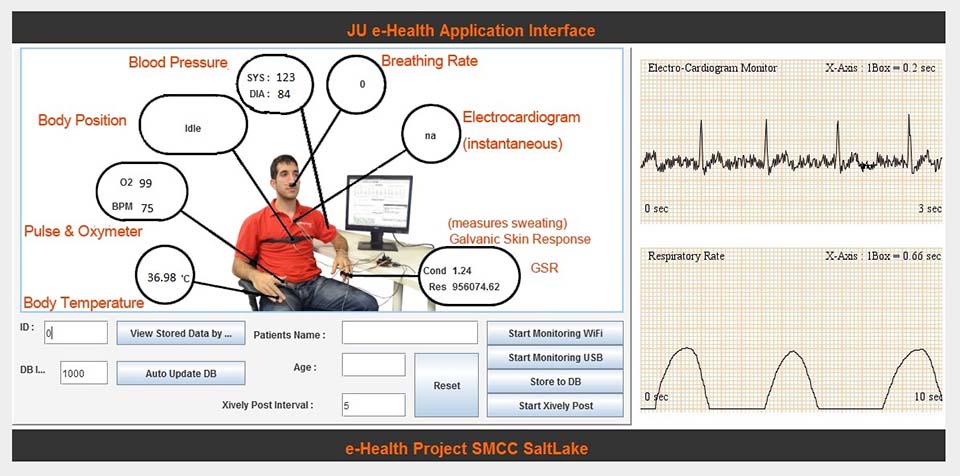 JU e-Health Application Interface
Blood Pressure
SYS : 123
DIA : 84
Breathing Rate
0
Body Position
Idle
Electrocardiogram
(instantaneous)
na
O2 99
BPM 75
Pulse & Oxymeter
36.98 °C
Body Temperature
(measures sweating)
Galvanic Skin Response
GSR
Cond 1.24
Res 956074.62
Electro-Cardiogram Monitor X-Axis : 1Box = 0.2 sec
0 sec 3 sec
Respiratory Rate X-Axis : 1Box = 0.66 sec
0 sec 10 sec
ID : 0
View Stored Data by ...
Patients Name :
Start Monitoring WiFi
Start Monitoring USB
DB I... 1000
Auto Update DB
Age :
Reset
Store to DB
Xively Post Interval : 5
Start Xively Post
e-Health Project SMCC SaltLake